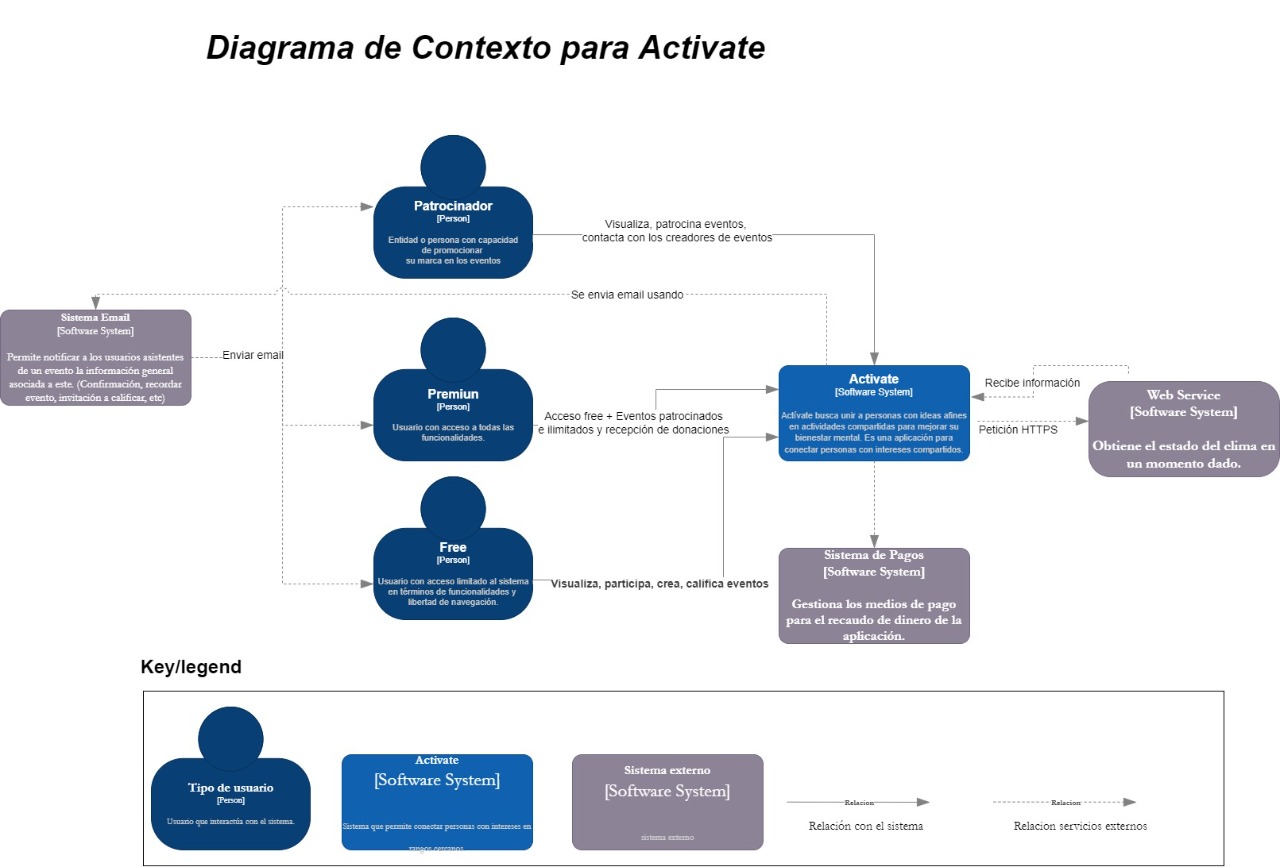 Diagrama de Contexto para Activate
Patrocinador
[Person]
Entidad o persona con capacidad
de promocionar
su marca en los eventos
Visualiza, patrocina eventos,
contacta con los creadores de eventos
Se envia email usando
Sistema Email
[Software System]
Permite notificar a los usuarios asistentes
de un evento la información general
asociada a este. (Confirmación, recordar
evento, invitación a calificar, etc)
Enviar email
Premiun
[Person]
Usuario con acceso a todas las
funcionalidades.
Acceso free + Eventos patrocinados
e ilimitados y recepción de donaciones
Activate
[Software System]
Actívate busca unir a personas con ideas afines
en actividades compartidas para mejorar su
bienestar mental. Es una aplicación para
conectar personas con intereses compartidos.
Recibe información
Petición HTTPS
Web Service
[Software System]
Obtiene el estado del clima en
un momento dado.
Free
[Person]
Usuario con acceso limitado al sistema
en términos de funcionalidades y
libertad de navegación.
Visualiza, participa, crea, califica eventos
Sistema de Pagos
[Software System]
Gestiona los medios de pago
para el recaudo de dinero de la
aplicación.
Key/legend
Tipo de usuario
[Person]
Usuario que interactúa con el sistema.
Activate
[Software System]
Sistema que permite conectar personas con intereses en
rangos cercanos
Sistema externo
[Software System]
sistema externo
Relacion
Relación con el sistema
Relacion
Relacion servicios externos